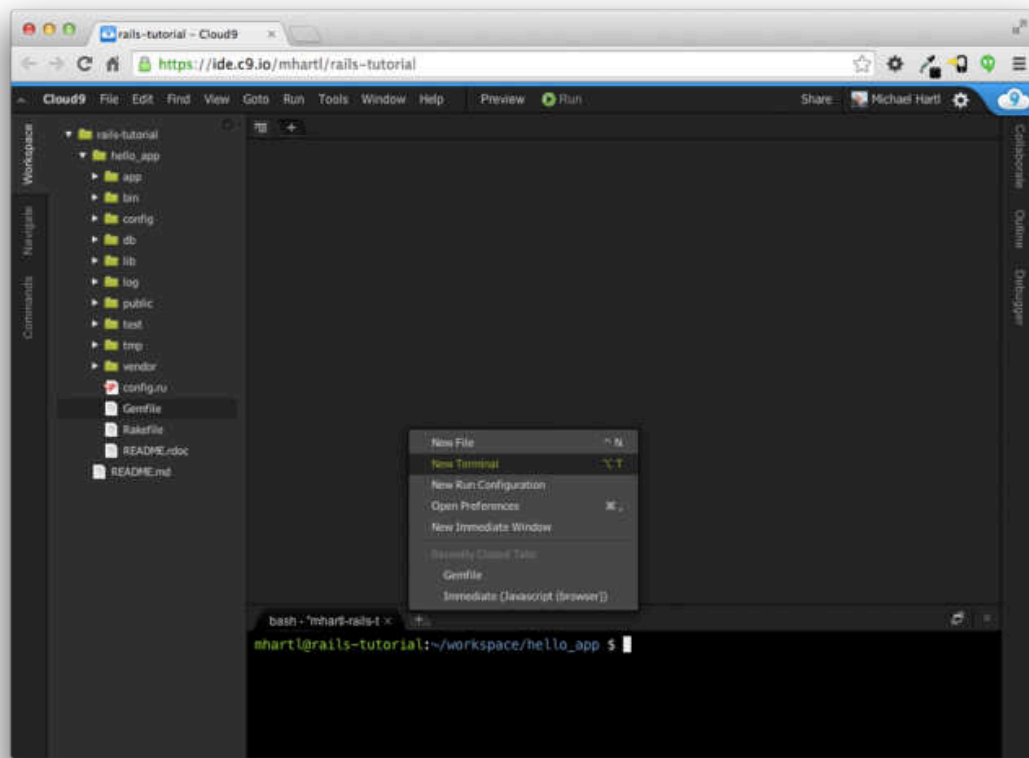 rails-tutorial - Cloud9
https://ide.c9.io/mhartl/rails-tutorial
Cloud9 File Edit Find View Goto Run Tools Window Help Preview Run Share Michael Hartl
Workspace
Navigate
Commands
rails-tutorial
hello_app
app
bin
config
db
lib
log
public
test
tmp
vendor
config.ru
Gemfile
Rakefile
README.rdoc
README.md
Collaborate
Outline
Debugger
New File ^ N
New Terminal ⌥ T
New Run Configuration
Open Preferences ⌘ ,
New Immediate Window
Recently Closed Tabs
Gemfile
Immediate (Javascript (browser))
bash - "mhartl-rails-t
mhartl@rails-tutorial:~/workspace/hello_app $